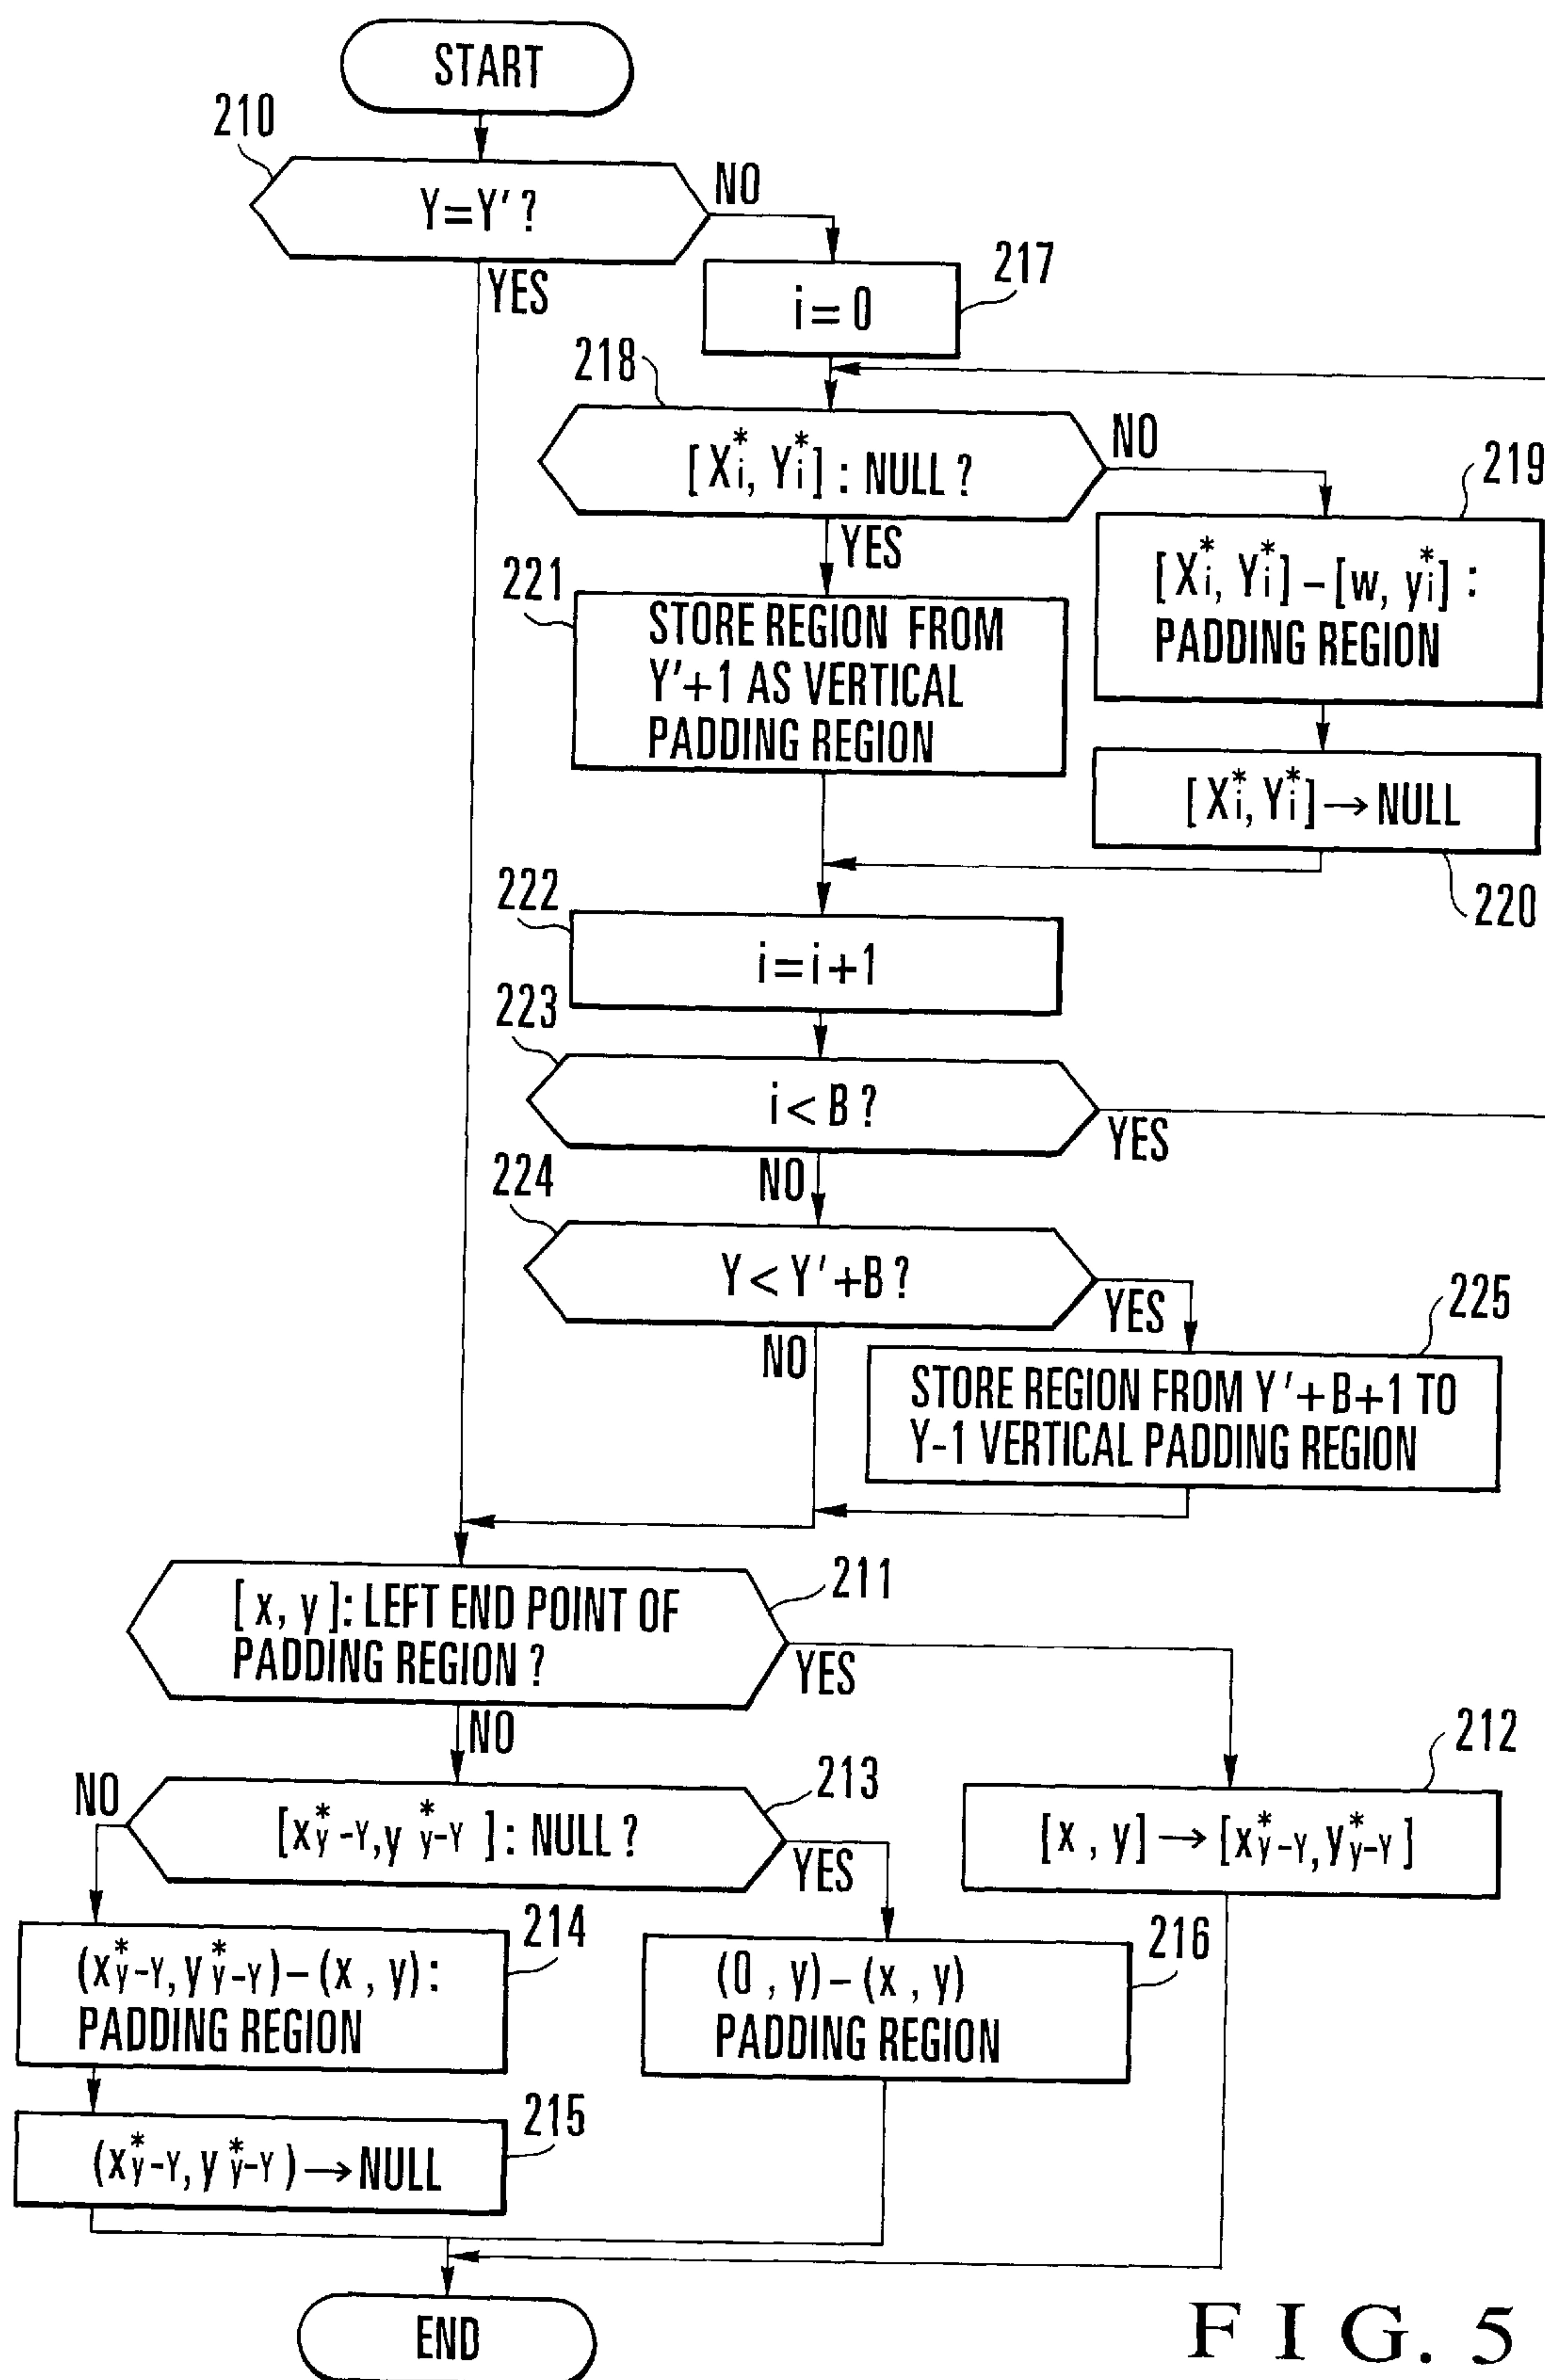 START
210
Y=Y'?
NO
YES
i=0
217
218
[X*i, Y*i] : NULL?
NO
YES
219
[X*i, Y*i] – [w, y*i] :
PADDING REGION
221
STORE REGION FROM
Y'+1 AS VERTICAL
PADDING REGION
[X*i, Y*i] → NULL
220
222
i=i+1
223
i<B?
YES
NO
224
Y<Y'+B?
YES
NO
225
STORE REGION FROM Y'+B+1 TO
Y-1 VERTICAL PADDING REGION
[x, y]: LEFT END POINT OF
PADDING REGION?
211
YES
NO
212
[x, y] → [x*y-Y, y*y-Y]
213
[x*y-Y, y*y-Y]: NULL?
NO
YES
214
(x*y-Y, y*y-Y) – (x, y):
PADDING REGION
216
(0, y) – (x, y)
PADDING REGION
215
(x*y-Y, y*y-Y) → NULL
END
FIG. 5